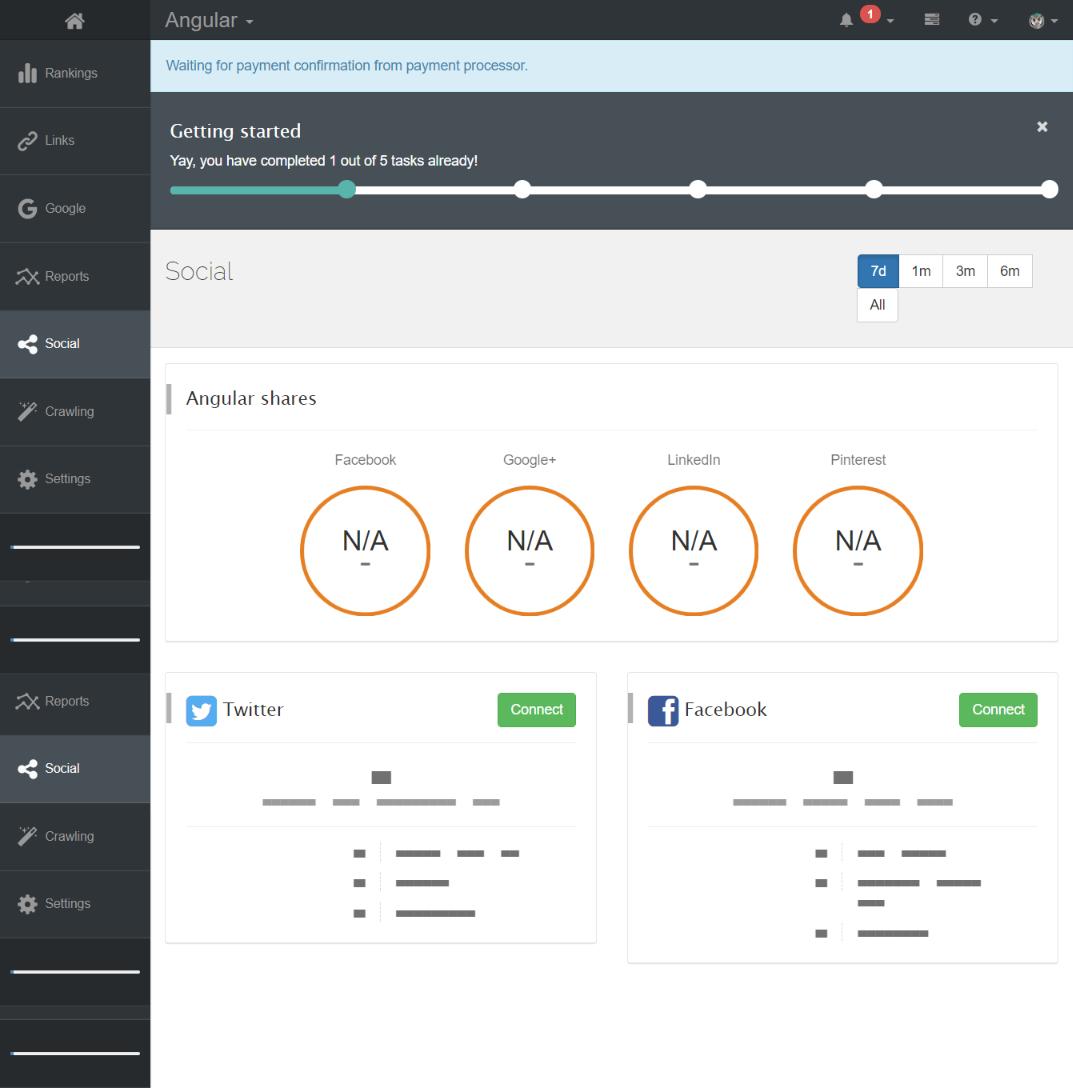 Angular
1
Waiting for payment confirmation from payment processor.
Getting started
Yay, you have completed 1 out of 5 tasks already!
Rankings
Links
Google
Reports
Social
Crawling
Settings
Reports
Social
Crawling
Settings
Social
7d 1m 3m 6m
All
Angular shares
Facebook Google+ LinkedIn Pinterest
N/A N/A N/A N/A
- - - -
Twitter Connect
Facebook Connect